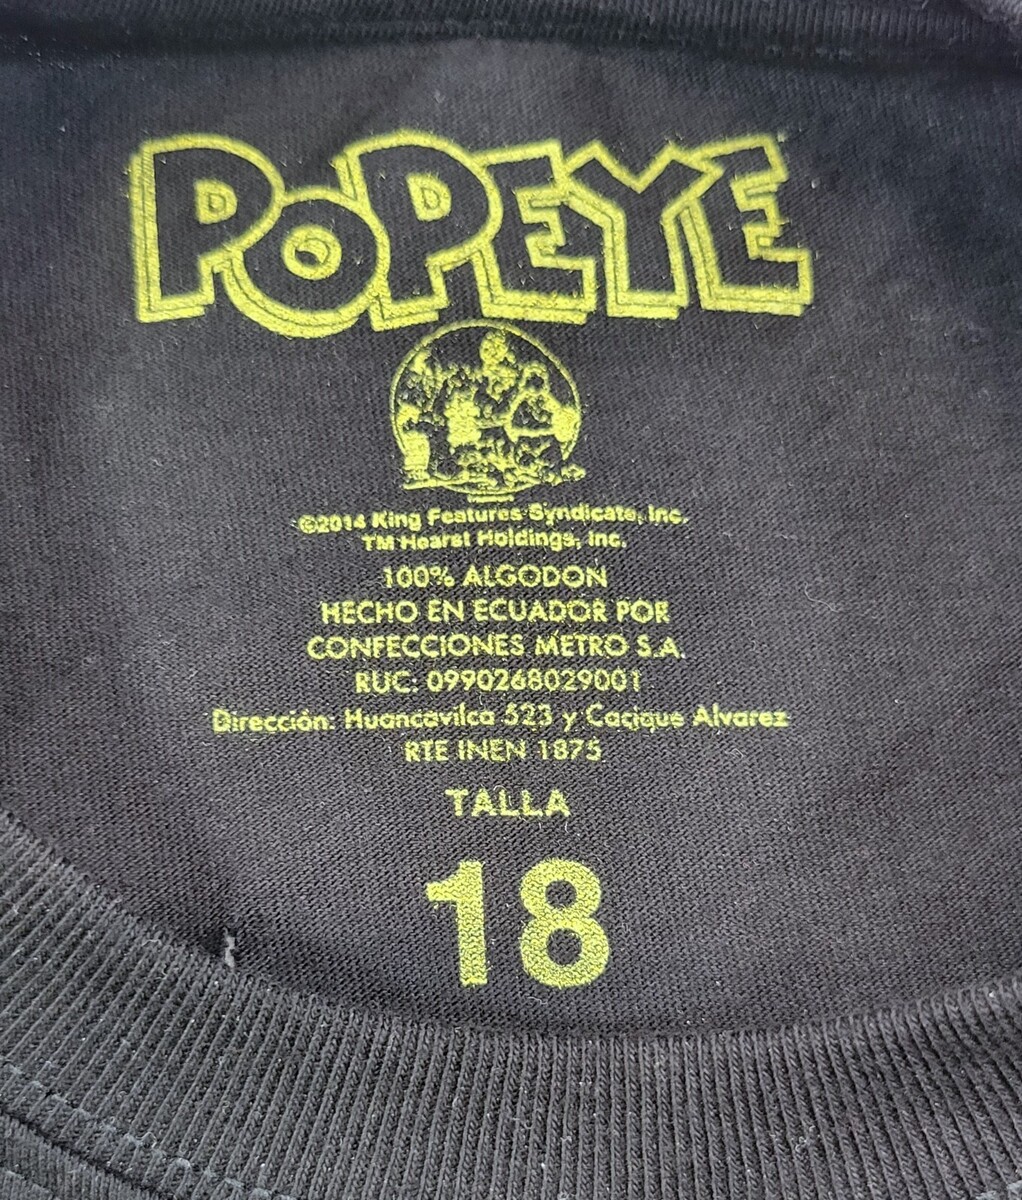 POPEYE
©2014 King Features Syndicate, Inc.
TM Hearst Holdings, Inc.
100% ALGODON
HECHO EN ECUADOR POR
CONFECCIONES METRO S.A.
RUC: 0990268029001
Dirección: Huancavilca 523 y Cacique Alvarez
RTE INEN 1875
TALLA
18